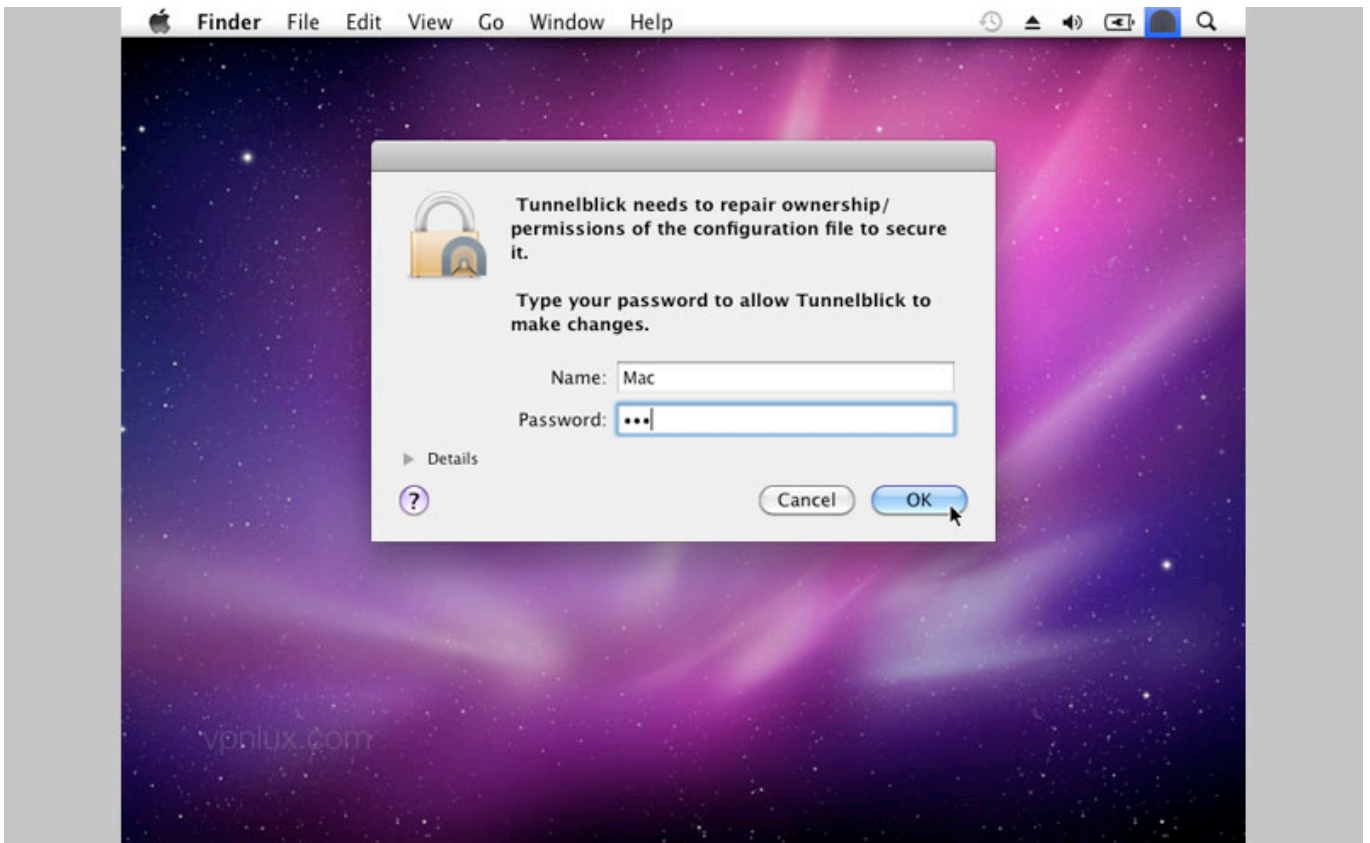 Finder File Edit View Go Window Help
Tunnelblick needs to repair ownership/
permissions of the configuration file to secure
it.
Type your password to allow Tunnelblick to
make changes.
Name: Mac
Password: •••
Details
?
Cancel OK
vpnlux.com